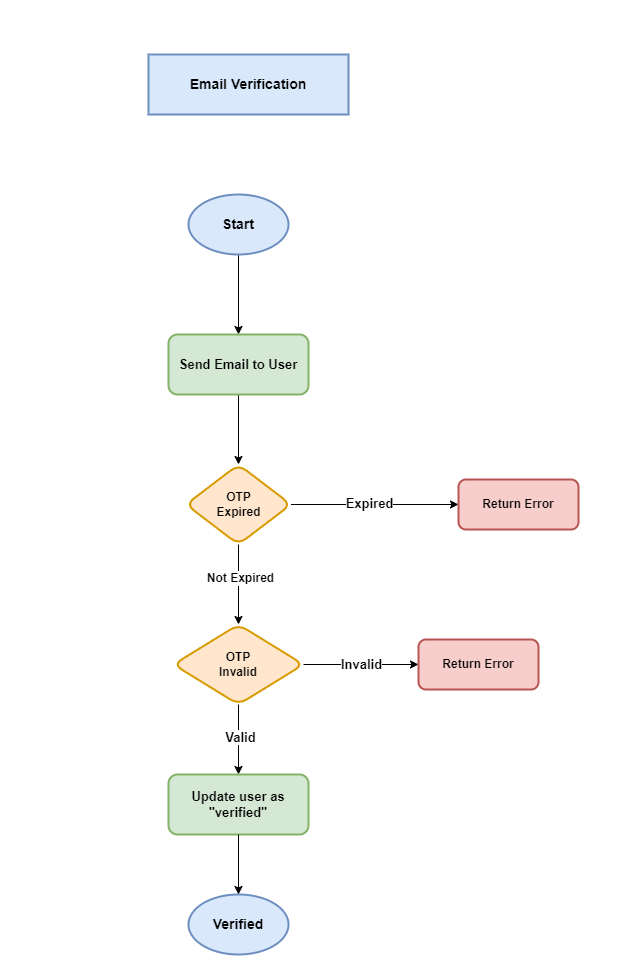 Email Verification
Start
Send Email to User
OTP
Expired
Expired
Return Error
Not Expired
OTP
Invalid
Invalid
Return Error
Valid
Update user as
"verified"
Verified